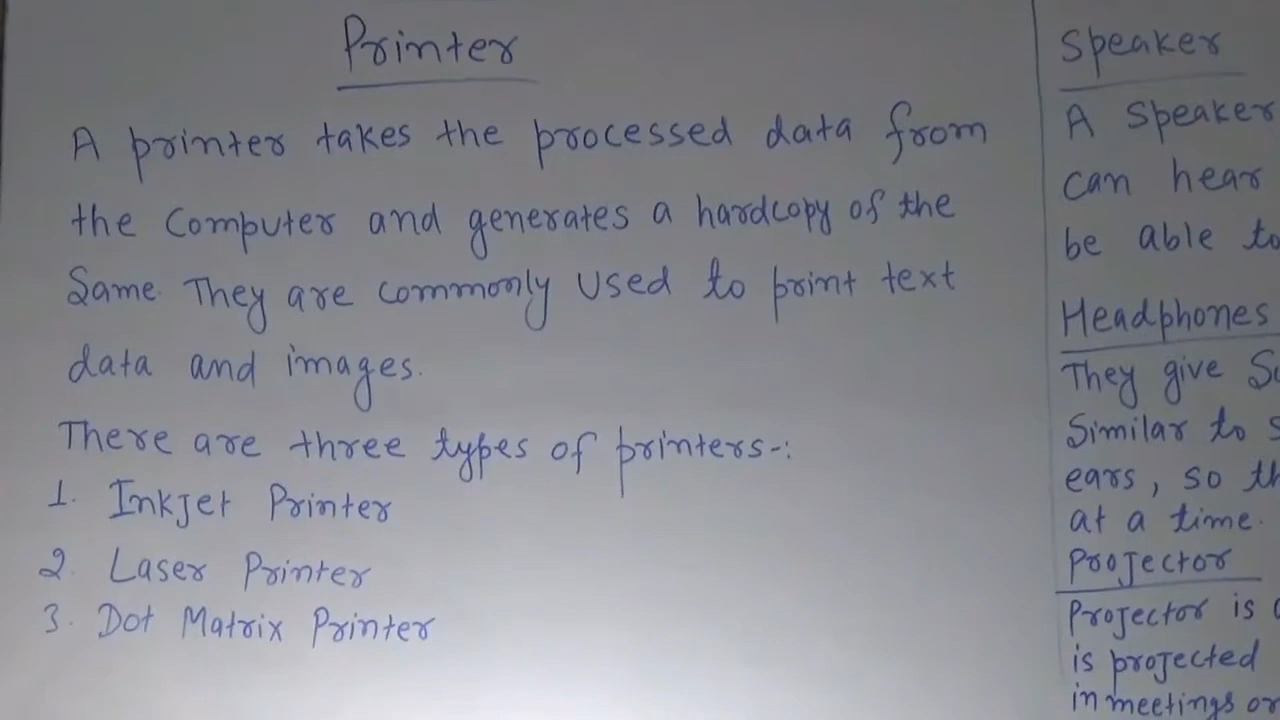 Printer
A printer takes the processed data from
the Computer and generates a hardcopy of the
Same. They are commonly used to print text
data and images.
There are three types of printers-:
1. Inkjet Printer
2. Laser Printer
3. Dot Matrix Printer
Speaker
A Speaker
can hear
be able to
Headphones
They give
Similar to
ears, so
at a time.
Projector
Projector is
is projected
in meetings or